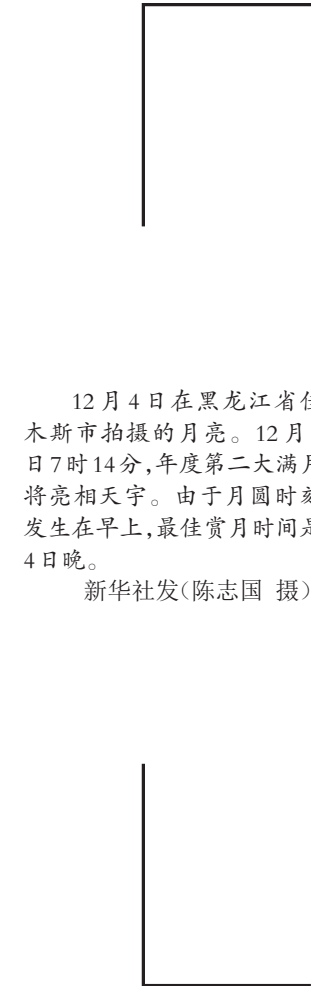 12月4日在黑龙江省佳
木斯市拍摄的月亮。12月
日7时14分,年度第二大满月
将亮相天宇。由于月圆时刻
发生在早上,最佳赏月时间是
4日晚。
新华社发(陈志国 摄)